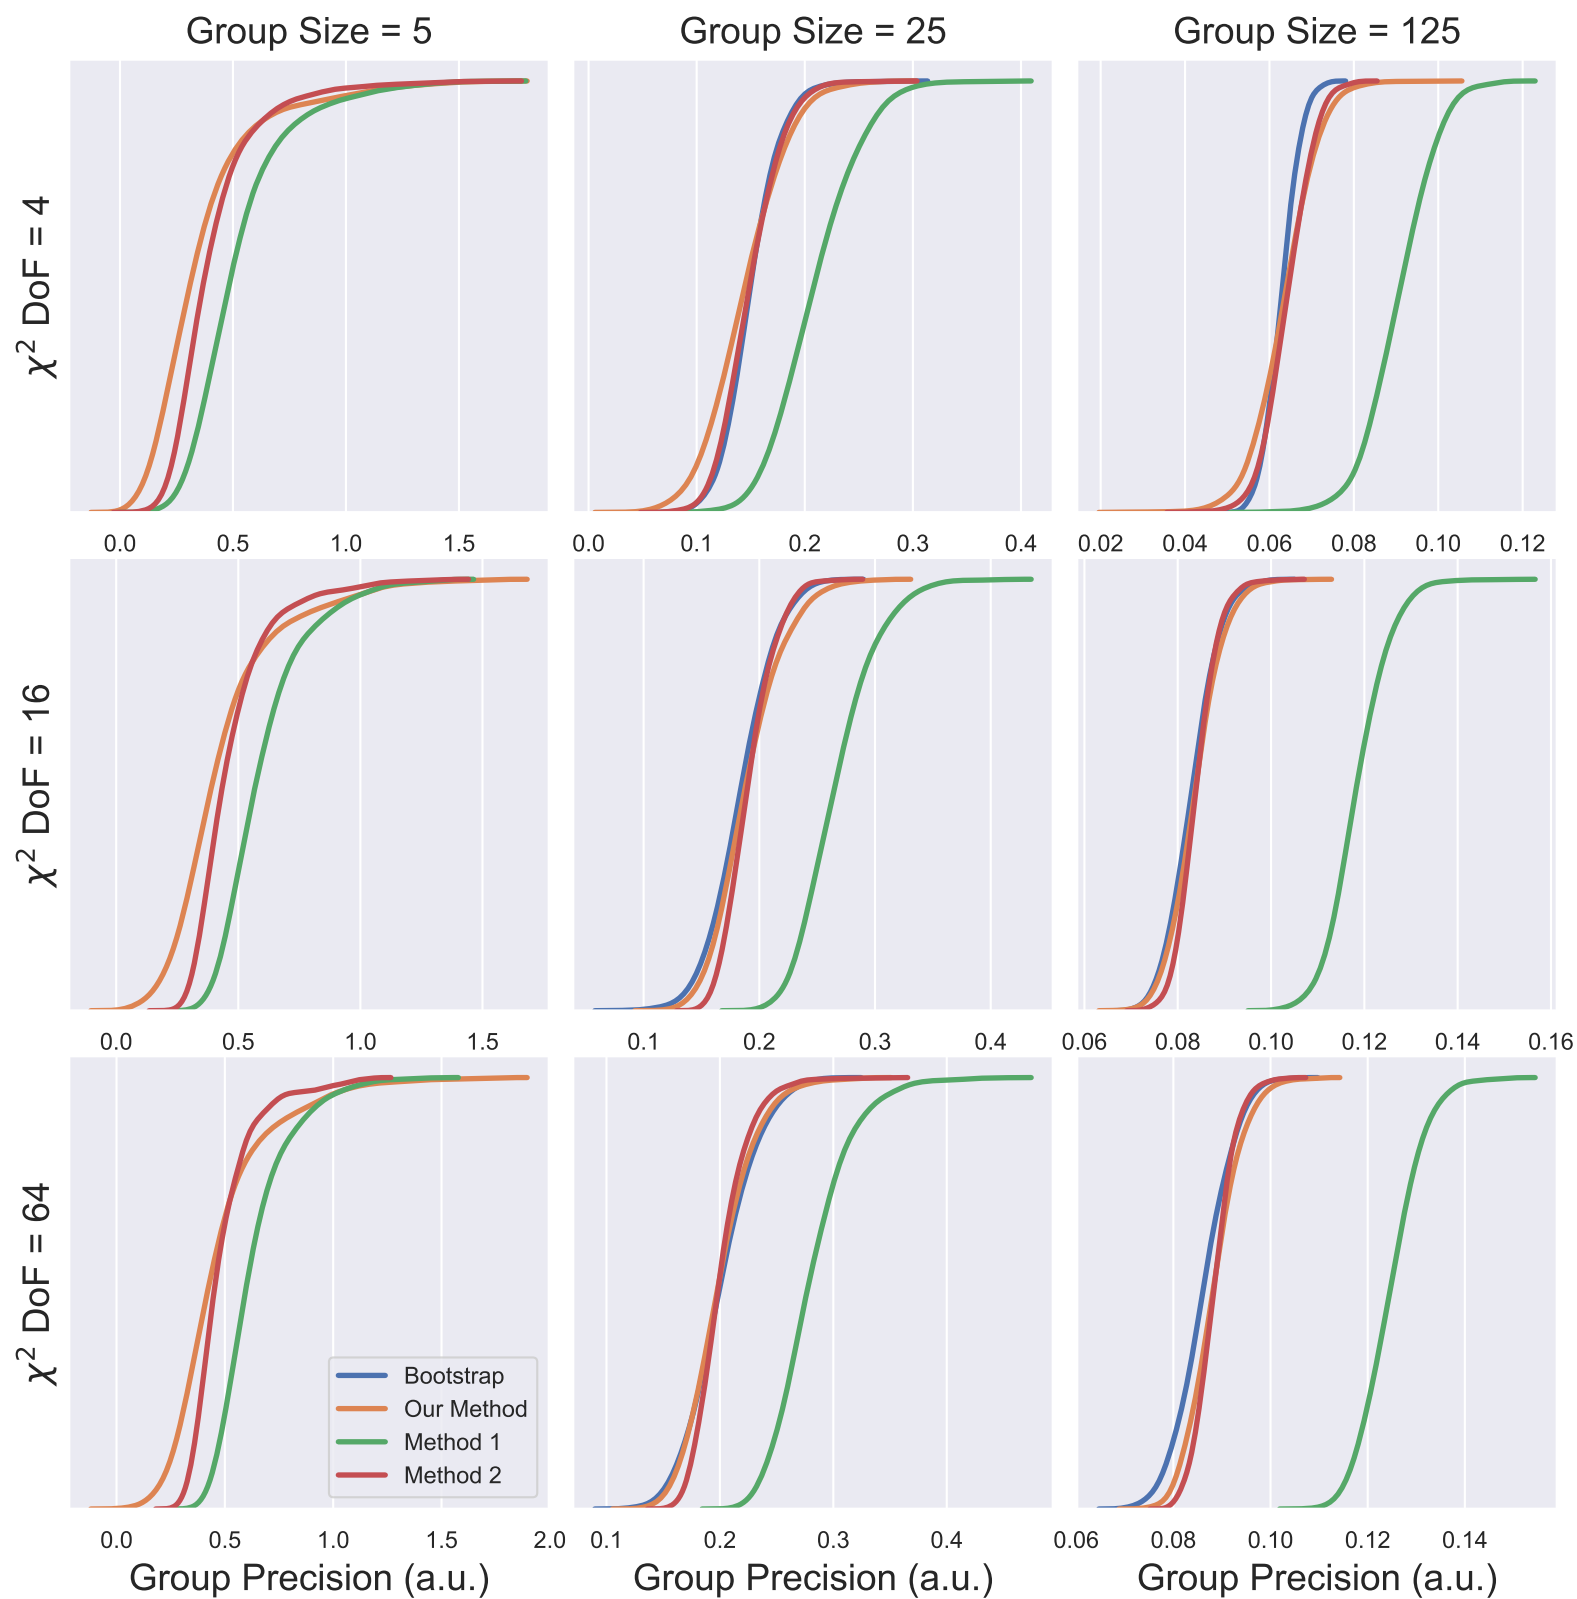 Group Size = 5 Group Size = 25 Group Size = 125
χ² DoF = 4
0.0 0.5 1.0 1.5 0.0 0.1 0.2 0.3 0.4 0.02 0.04 0.06 0.08 0.10 0.12
χ² DoF = 16
0.0 0.5 1.0 1.5 0.1 0.2 0.3 0.4 0.06 0.08 0.10 0.12 0.14 0.16
χ² DoF = 64
Bootstrap
Our Method
Method 1
Method 2
0.0 0.5 1.0 1.5 2.0 0.1 0.2 0.3 0.4 0.06 0.08 0.10 0.12 0.14
Group Precision (a.u.) Group Precision (a.u.) Group Precision (a.u.)